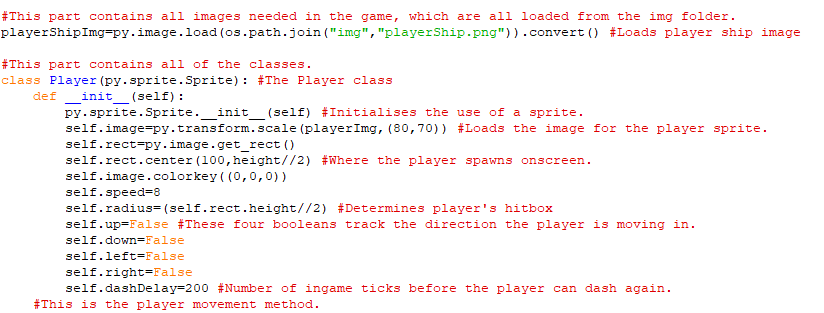 #This part contains all images needed in the game, which are all loaded from the img folder.
playerShipImg=py.image.load(os.path.join("img","playerShip.png")).convert() #Loads player ship image
#This part contains all of the classes.
class Player(py.sprite.Sprite): #The Player class
    def __init__(self):
        py.sprite.Sprite.__init__(self) #Initialises the use of a sprite.
        self.image=py.transform.scale(playerImg,(80,70)) #Loads the image for the player sprite.
        self.rect=py.image.get_rect()
        self.rect.center(100,height//2) #Where the player spawns onscreen.
        self.image.colorkey((0,0,0))
        self.speed=8
        self.radius=(self.rect.height//2) #Determines player's hitbox
        self.up=False #These four booleans track the direction the player is moving in.
        self.down=False
        self.left=False
        self.right=False
        self.dashDelay=200 #Number of ingame ticks before the player can dash again.
    #This is the player movement method.